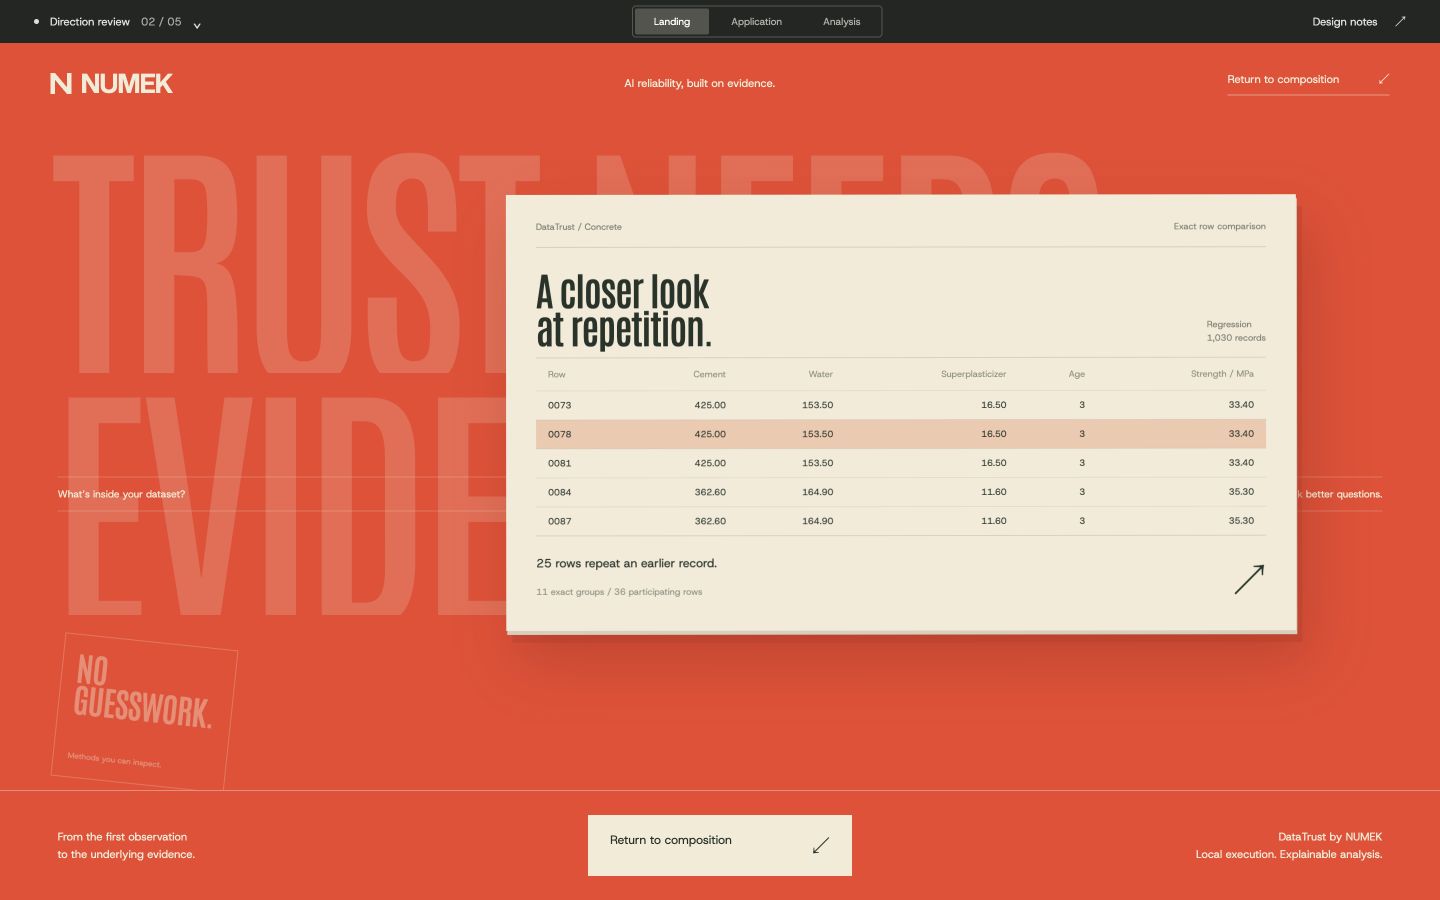 Direction review 02 / 05
Landing Application Analysis
Design notes
N NUMEK
AI reliability, built on evidence.
Return to composition
TRUST NEEDS
DataTrust / Concrete
Exact row comparison
A closer look
at repetition.
Regression
1,030 records
Row Cement Water Superplasticizer Age Strength / MPa
0073 425.00 153.50 16.50 3 33.40
0078 425.00 153.50 16.50 3 33.40
0081 425.00 153.50 16.50 3 33.40
0084 362.60 164.90 11.60 3 35.30
0087 362.60 164.90 11.60 3 35.30
25 rows repeat an earlier record.
11 exact groups / 36 participating rows
EVIDE
What's inside your dataset?
better questions.
NO
GUESSWORK.
Methods you can inspect.
From the first observation
to the underlying evidence.
Return to composition
DataTrust by NUMEK
Local execution. Explainable analysis.